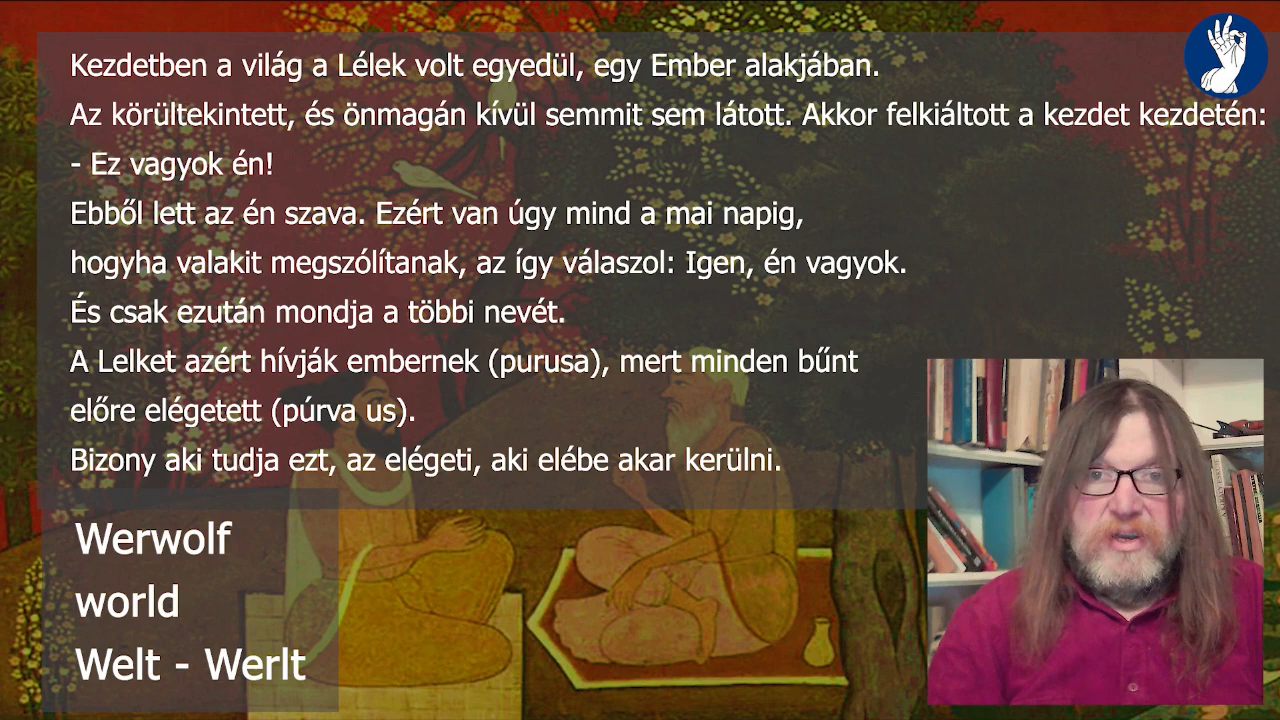 Kezdetben a világ a Lélek volt egyedül, egy Ember alakjában.
Az körültekintett, és önmagán kívül semmit sem látott. Akkor felkiáltott a kezdet kezdetén:
- Ez vagyok én!
Ebből lett az én szava. Ezért van úgy mind a mai napig,
hogyha valakit megszólítanak, az így válaszol: Igen, én vagyok.
És csak ezután mondja a többi nevét.
A Lelket azért hívják embernek (purusa), mert minden bűnt
előre elégetett (púrva us).
Bizony aki tudja ezt, az elégeti, aki elébe akar kerülni.
Werwolf
world
Welt - Werlt